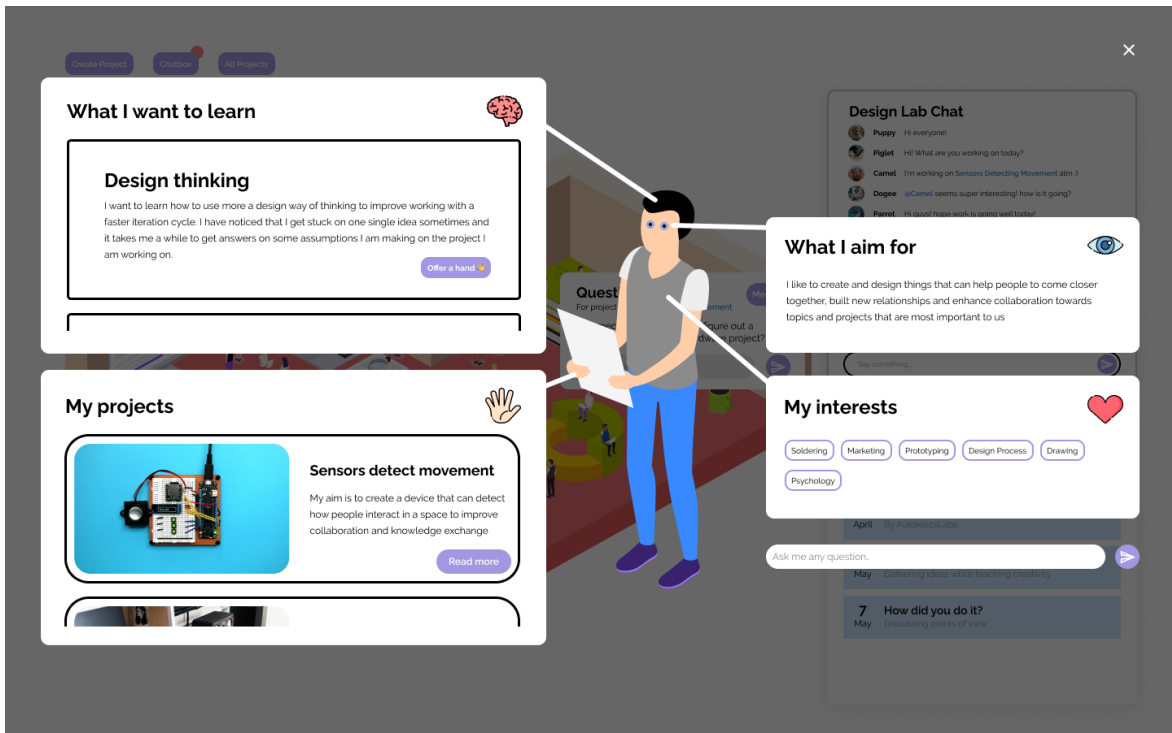 Create Project
Chatbox
All Projects
What I want to learn
Design thinking
I want to learn how to use more a design way of thinking to improve working with a
faster iteration cycle. I have noticed that I get stuck on one single idea sometimes and
it takes me a while to get answers on some assumptions I am making on the project I
am working on.
Offer a hand 👋
My projects
Sensors detect movement
My aim is to create a device that can detect
how people interact in a space to improve
collaboration and knowledge exchange
Read more
Quest
For project
igure out a
project?
Design Lab Chat
Puppy Hi everyone!
Piglet Hi! What are you working on today?
Camel I'm working on Sensors Detecting Movement atm :)
Dogee @Camel seems super interesting! how is it going?
Parrot Hi guys! hope work is going well today!
What I aim for
I like to create and design things that can help people to come closer
together, built new relationships and enhance collaboration towards
topics and projects that are most important to us
Say something..
My interests
Soldering
Marketing
Prototyping
Design Process
Drawing
Psychology
April By AutotelicsLabs
Ask me any question..
May Gathering ideas while teaching creativity
7 How did you do it?
May Discussing points of view